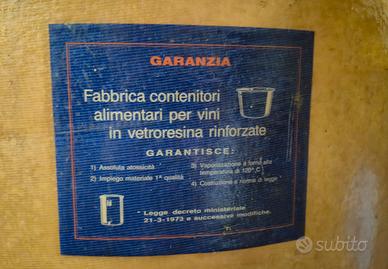 GARANZIA
Fabbrica contenitori
alimentari per vini
in vetroresina rinforzate
GARANTISCE:
1) Assoluta atossicità
2) Impiego materiale 1ª qualità
3) Vaporizzazione a forno alla
temperatura di 120° C
4) Costruzione a norma di legge *
* Legge decreto ministeriale
21-3-1973 e successive modifiche.
subito